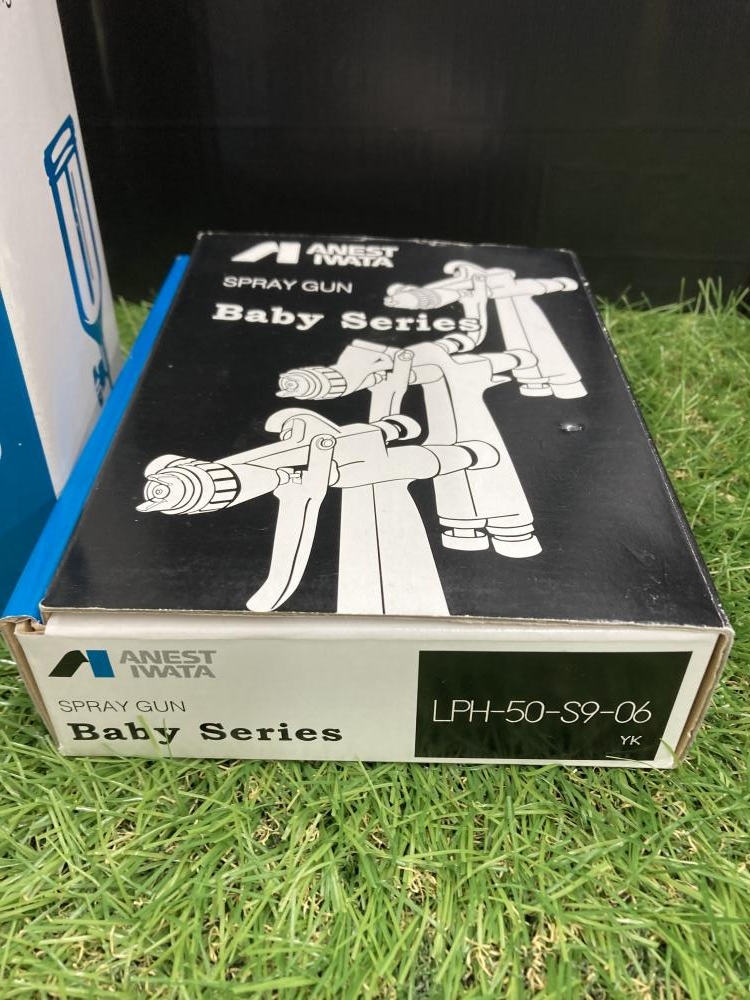 ANEST
IWATA
SPRAY GUN
Baby Series
ANEST
IWATA
SPRAY GUN
Baby Series
LPH-50-S9-06
YK